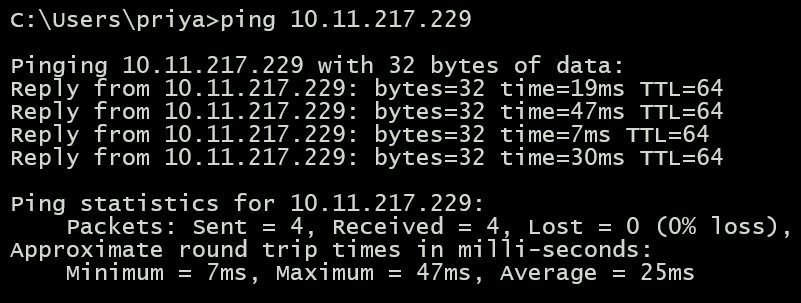 C:\Users\priya>ping 10.11.217.229
Pinging 10.11.217.229 with 32 bytes of data:
Reply from 10.11.217.229: bytes=32 time=19ms TTL=64
Reply from 10.11.217.229: bytes=32 time=47ms TTL=64
Reply from 10.11.217.229: bytes=32 time=7ms TTL=64
Reply from 10.11.217.229: bytes=32 time=30ms TTL=64
Ping statistics for 10.11.217.229:
Packets: Sent = 4, Received = 4, Lost = 0 (0% loss),
Approximate round trip times in milli-seconds:
Minimum = 7ms, Maximum = 47ms, Average = 25ms